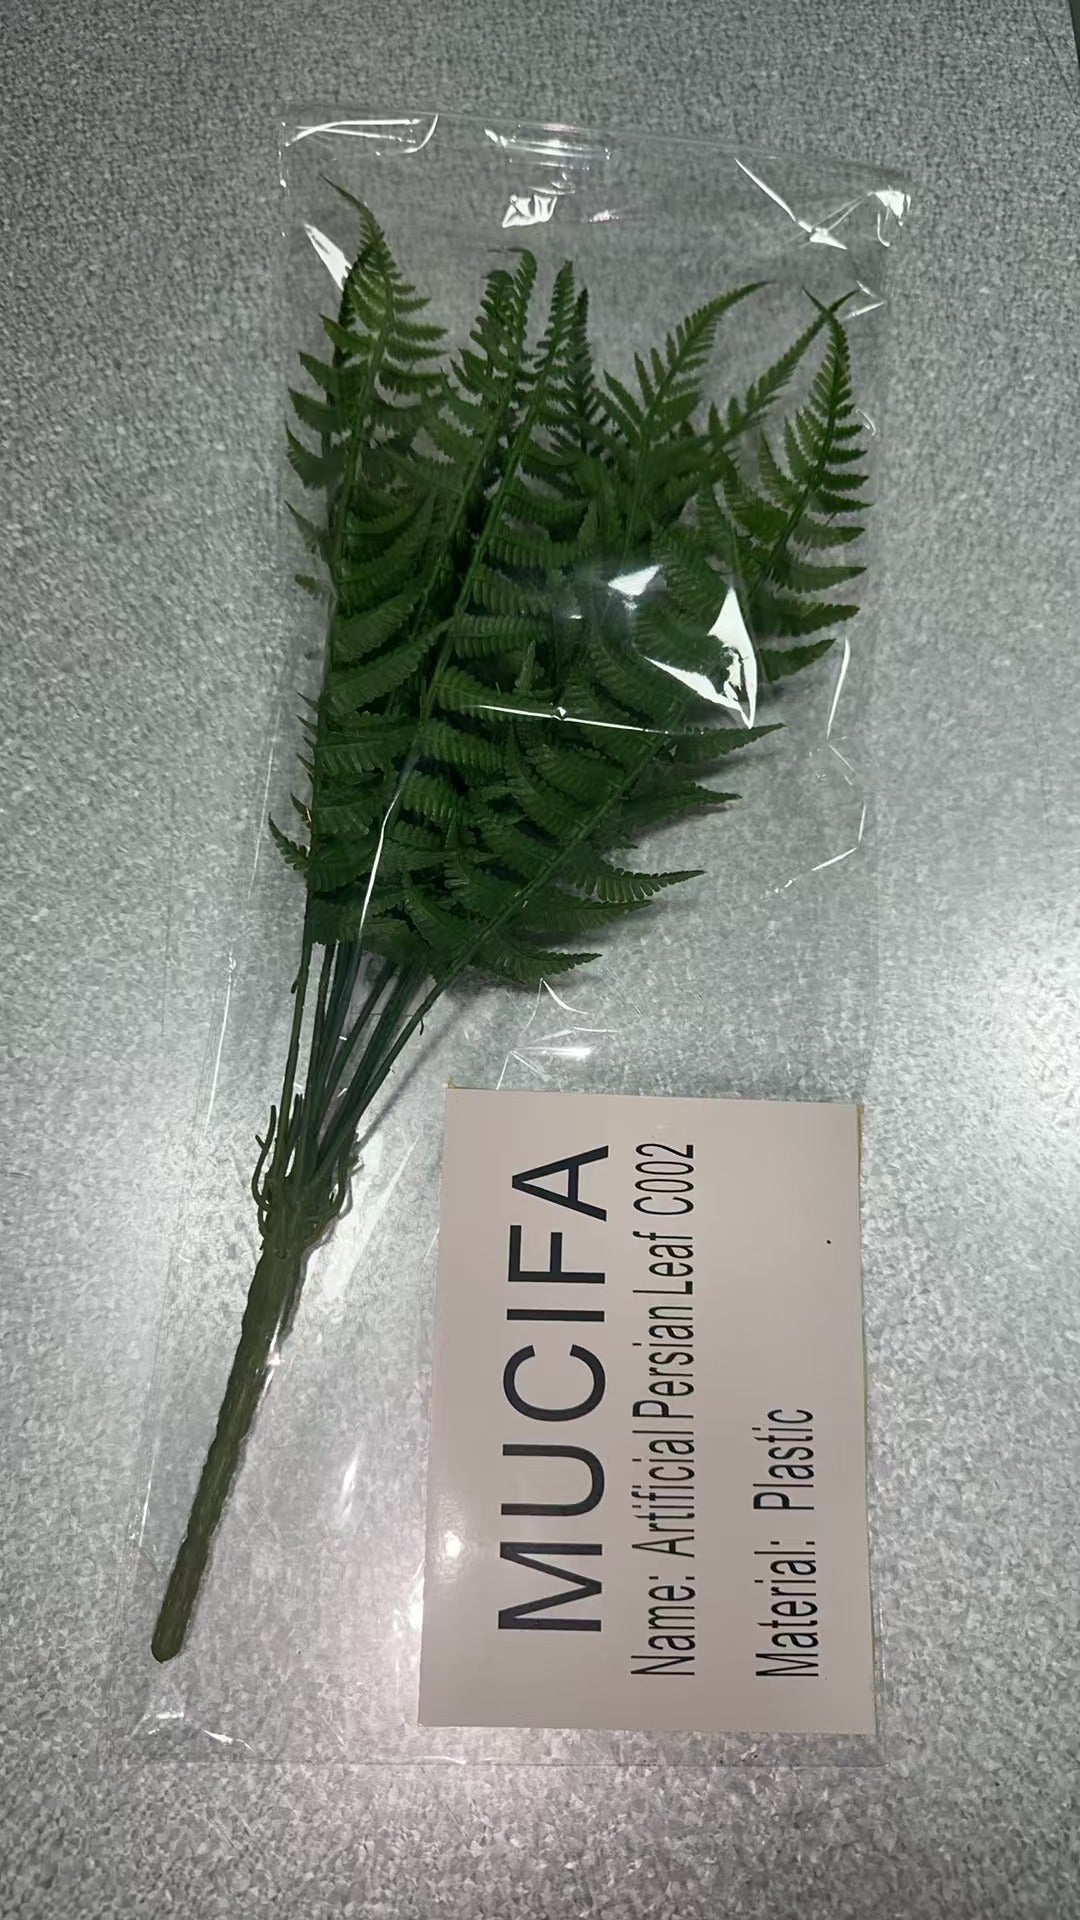 MUCIFA
Name: Artificial Persian Leaf C002
Material: Plastic